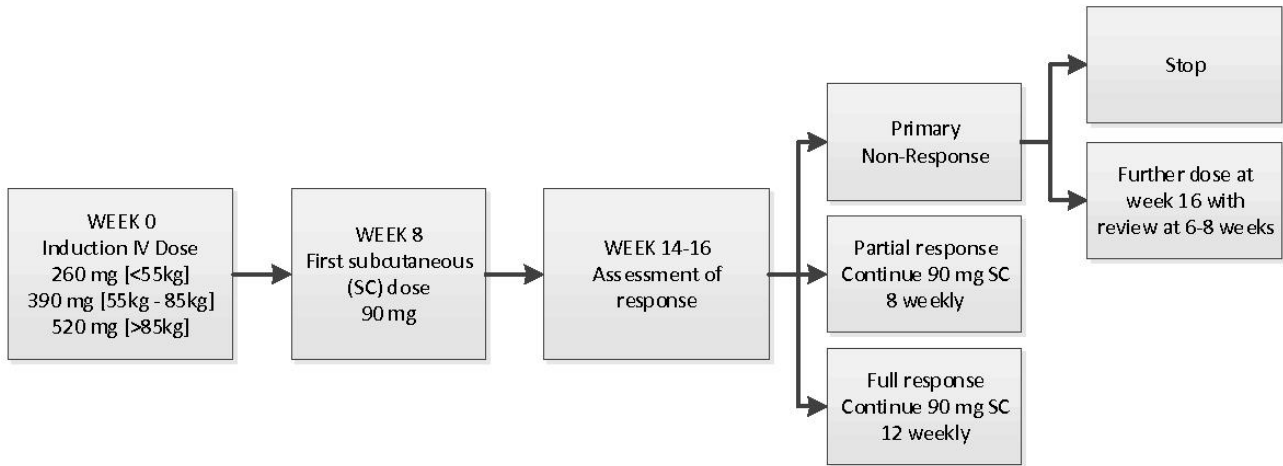 WEEK 0
Induction IV Dose
260 mg [<55kg]
390 mg [55kg - 85kg]
520 mg [>85kg]
WEEK 8
First subcutaneous
(SC) dose
90 mg
WEEK 14-16
Assessment of
response
Primary
Non-Response
Stop
Further dose at
week 16 with
review at 6-8 weeks
Partial response
Continue 90 mg SC
8 weekly
Full response
Continue 90 mg SC
12 weekly